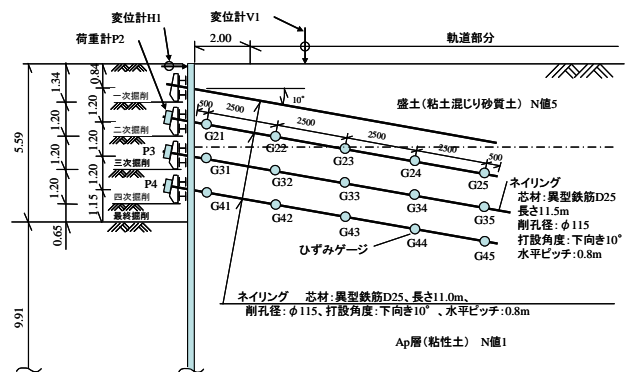 変位計H1
変位計V1
荷重計P2
2.00
軌道部分
0.84
1.34
10°
一次掘削
盛土(粘土混じり砂質土) N値5
500
2500
2500
2500
2500
500
1.20
1.20
二次掘削
G21
G22
G23
G24
G25
5.59
P3
1.20
1.20
三次掘削
G31
G32
G33
G34
G35
P4
1.20
1.20
四次掘削
G41
G42
G43
G44
G45
1.15
最終掘削
0.65
ひずみゲージ
ネイリング
芯材:異型鉄筋D25
長さ11.5m
削孔径:φ115
打設角度:下向き10°
水平ピッチ:0.8m
ネイリング 芯材:異型鉄筋D25、長さ11.0m、
削孔径:φ115、打設角度:下向き10°、水平ピッチ:0.8m
9.91
Ap層(粘性土) N値1